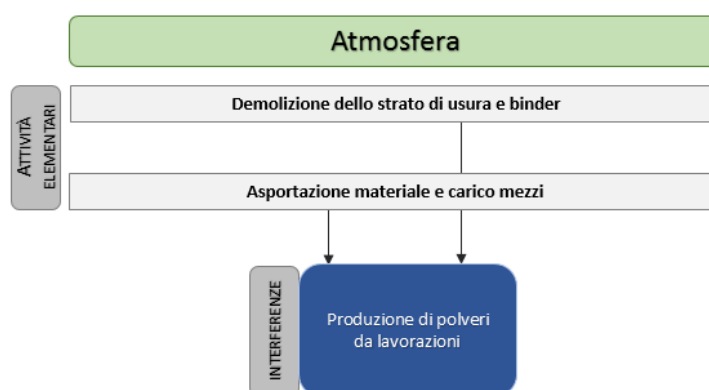 Atmosfera
ATTIVITÀ
ELEMENTARI
Demolizione dello strato di usura e binder
Asportazione materiale e carico mezzi
INTERFERENZE
Produzione di polveri
da lavorazioni